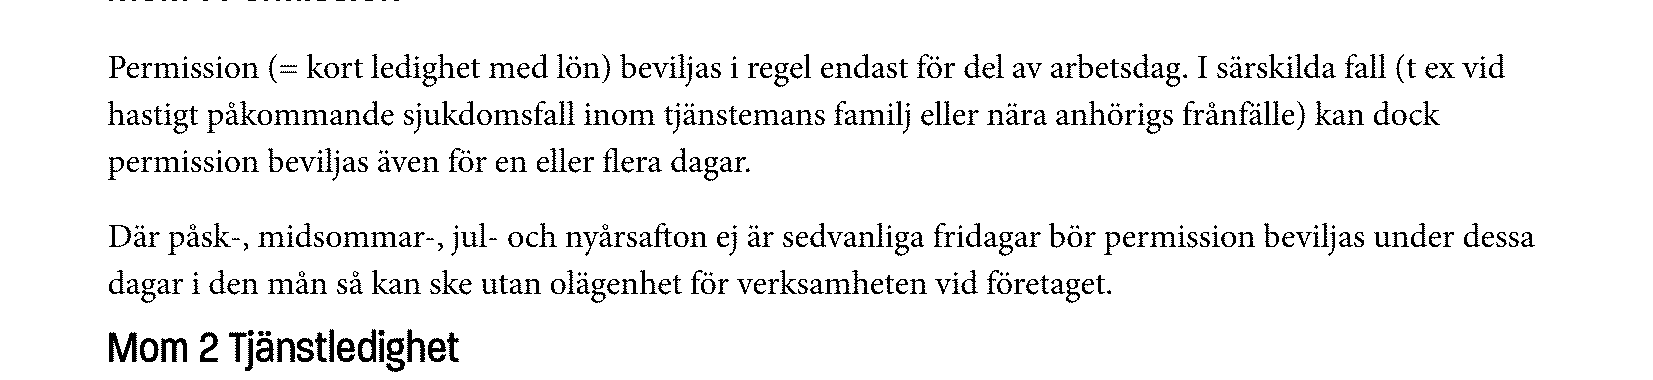 Permission (= kort ledighet med lön) beviljas i regel endast för del av arbetsdag. I särskilda fall (t ex vid
hastigt påkommande sjukdomsfall inom tjänstemans familj eller nära anhörigs frånfälle) kan dock
permission beviljas även för en eller flera dagar.
Där påsk-, midsommar-, jul- och nyårsafton ej är sedvanliga fridagar bör permission beviljas under dessa
dagar i den mån så kan ske utan olägenhet för verksamheten vid företaget.
Mom 2 Tjänstledighet